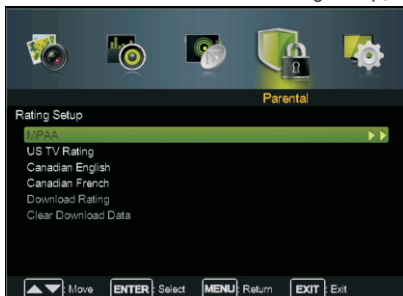 Parental
Rating Setup
MPAA
US TV Rating
Canadian English
Canadian French
Download Rating
Clear Download Data
: Move ENTER : Select MENU : Return EXIT : Exit